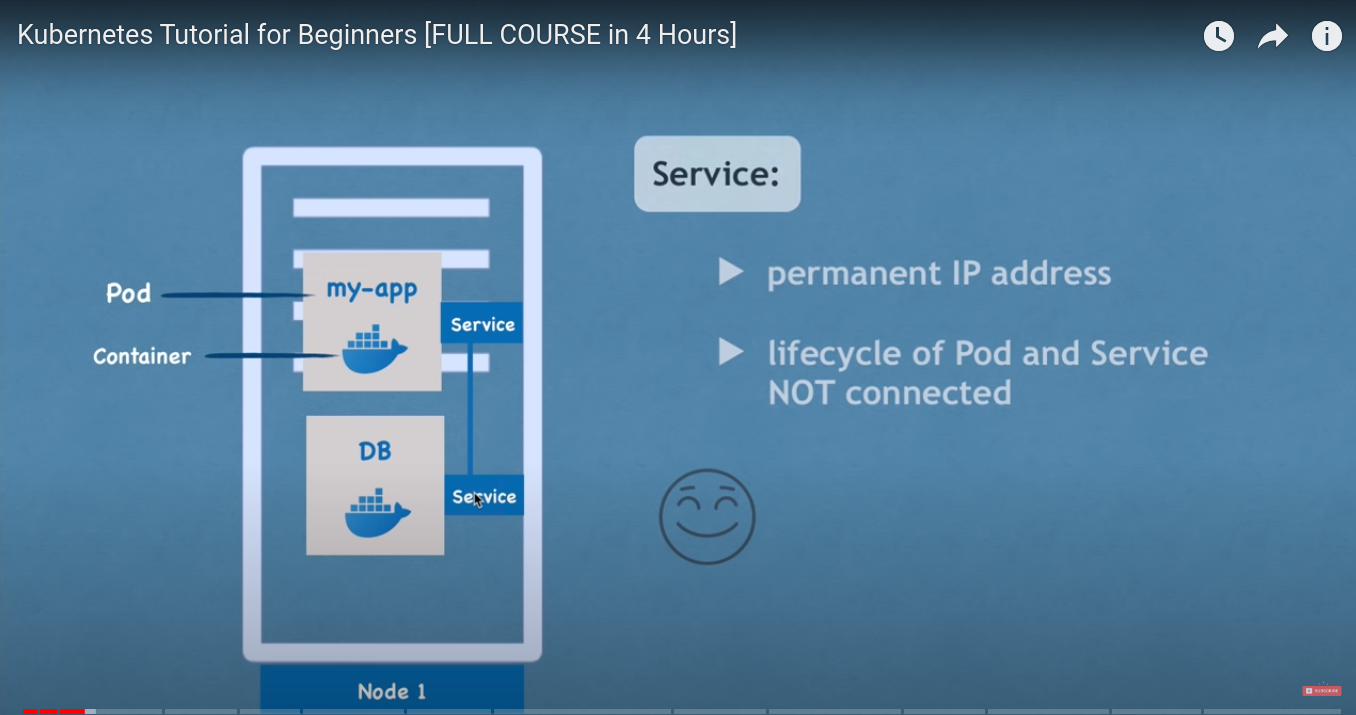 Kubernetes Tutorial for Beginners [FULL COURSE in 4 Hours]
Service:
permanent IP address
lifecycle of Pod and Service
NOT connected
Pod
Container
my-app
Service
DB
Service
Node 1
SUBSCRIBE